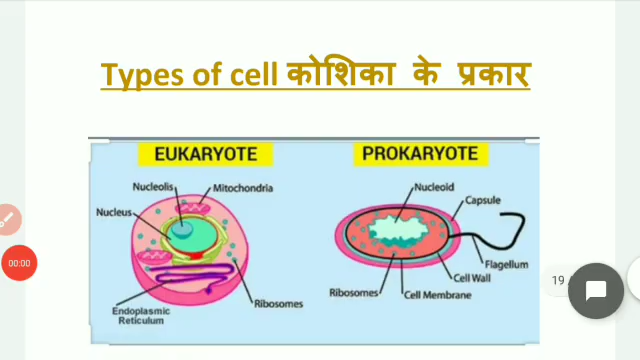 Types of cell कोशिका के प्रकार
EUKARYOTE
PROKARYOTE
Nucleolis
Mitochondria
Nucleus
Endoplasmic
Reticulum
Ribosomes
Nucleoid
Capsule
Flagellum
Cell Wall
Cell Membrane
Ribosomes
00:00
19